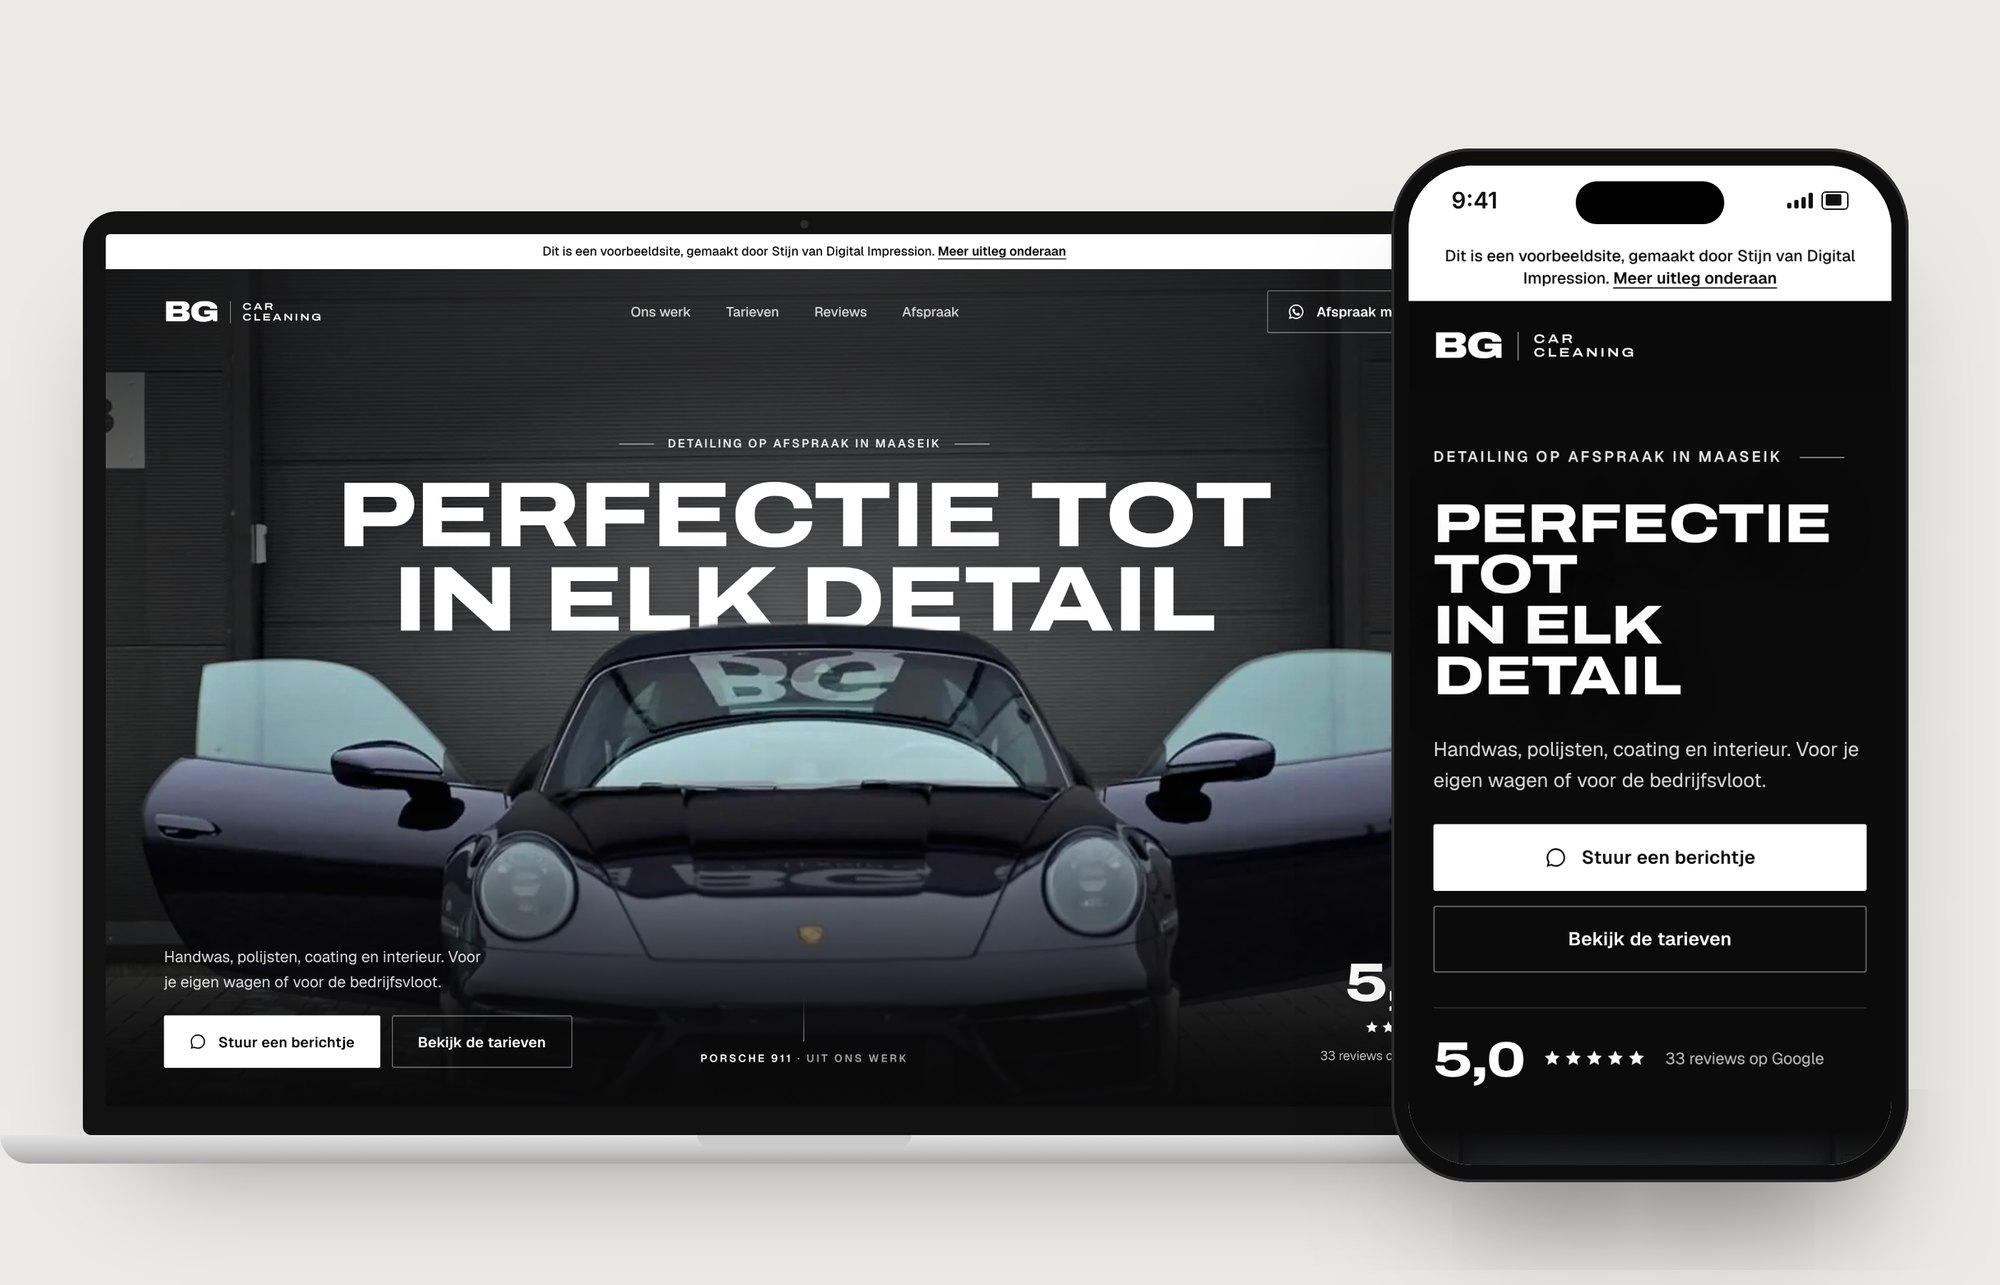 Dit is een voorbeeldsite, gemaakt door Stijn van Digital Impression. Meer uitleg onderaan
BG
CAR
CLEANING
Ons werk
Tarieven
Reviews
Afspraak
Afspraak
DETAILING OP AFSPRAAK IN MAASEIK
PERFECTIE TOT
IN ELK DETAIL
BG
Handwas, polijsten, coating en interieur. Voor
je eigen wagen of voor de bedrijfsvloot.
Stuur een berichtje
Bekijk de tarieven
PORSCHE 911 · UIT ONS WERK
5,
33 reviews
9:41
Dit is een voorbeeldsite, gemaakt door Stijn van Digital
Impression. Meer uitleg onderaan
BG
CAR
CLEANING
DETAILING OP AFSPRAAK IN MAASEIK
PERFECTIE
TOT
IN ELK
DETAIL
Handwas, polijsten, coating en interieur. Voor je
eigen wagen of voor de bedrijfsvloot.
Stuur een berichtje
Bekijk de tarieven
5,0
33 reviews op Google